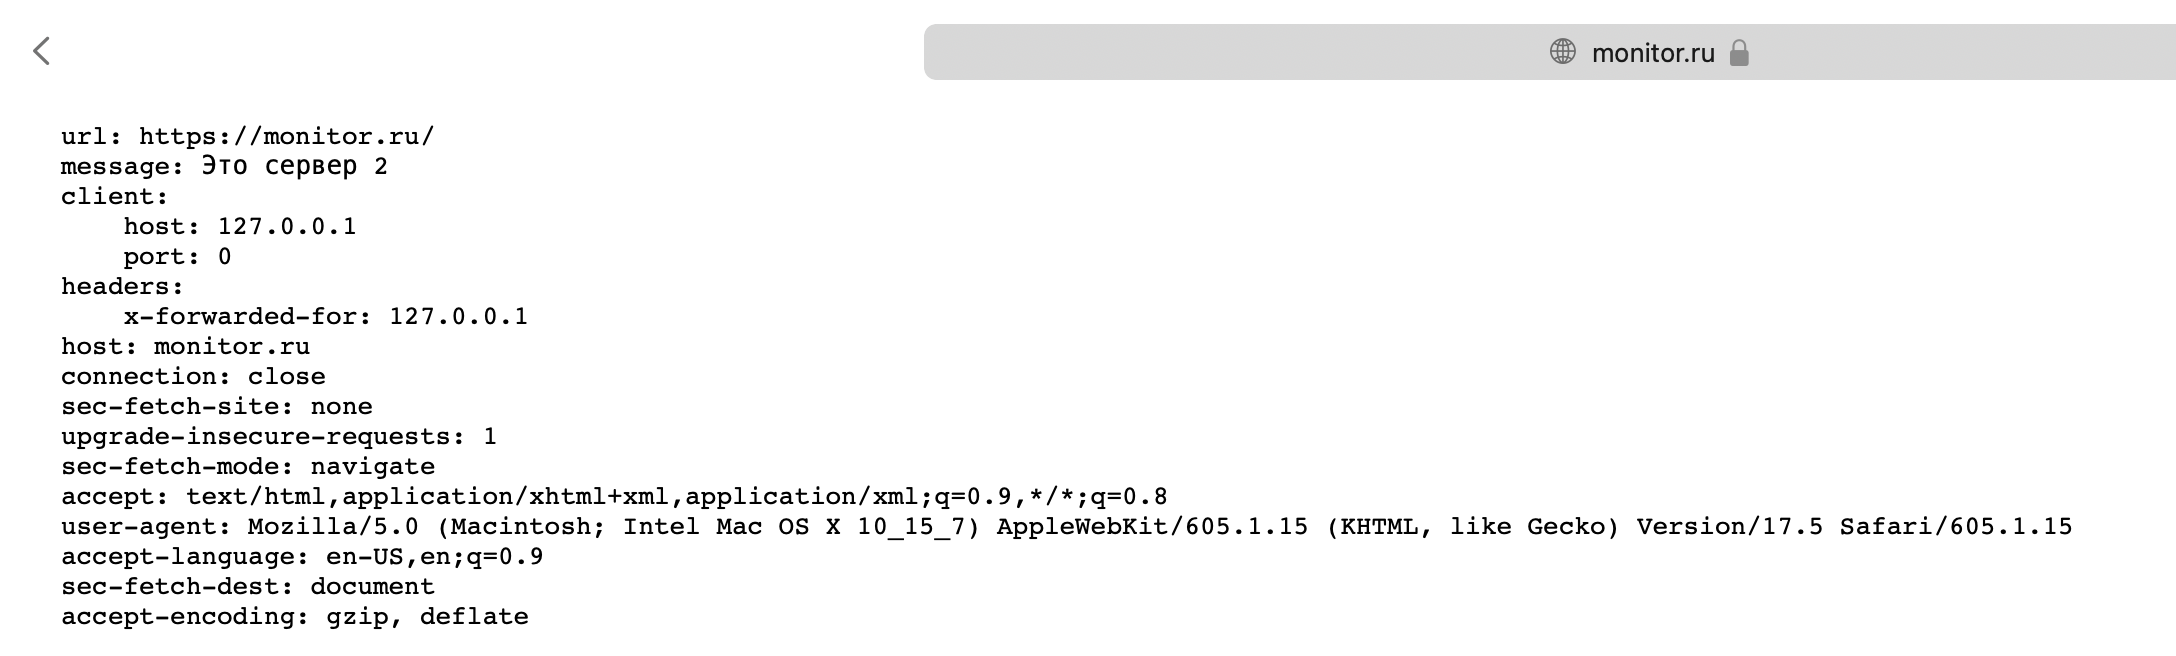 monitor.ru
url: https://monitor.ru/
message: Это сервер 2
client:
    host: 127.0.0.1
    port: 0
headers:
    x-forwarded-for: 127.0.0.1
host: monitor.ru
connection: close
sec-fetch-site: none
upgrade-insecure-requests: 1
sec-fetch-mode: navigate
accept: text/html,application/xhtml+xml,application/xml;q=0.9,*/*;q=0.8
user-agent: Mozilla/5.0 (Macintosh; Intel Mac OS X 10_15_7) AppleWebKit/605.1.15 (KHTML, like Gecko) Version/17.5 Safari/605.1.15
accept-language: en-US,en;q=0.9
sec-fetch-dest: document
accept-encoding: gzip, deflate